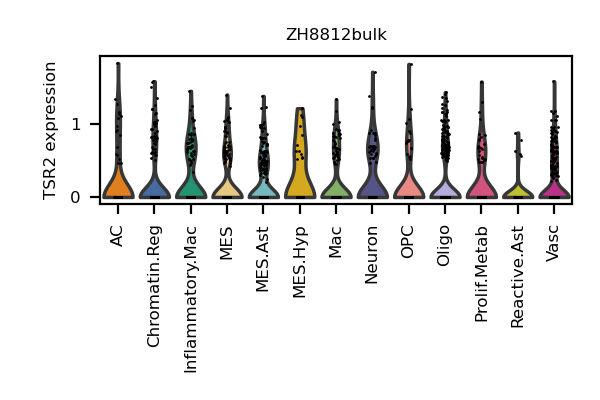 ZH8812bulk
TSR2 expression
1
0
AC
Chromatin.Reg
Inflammatory.Mac
MES
MES.Ast
MES.Hyp
Mac
Neuron
OPC
Oligo
Prolif.Metab
Reactive.Ast
Vasc